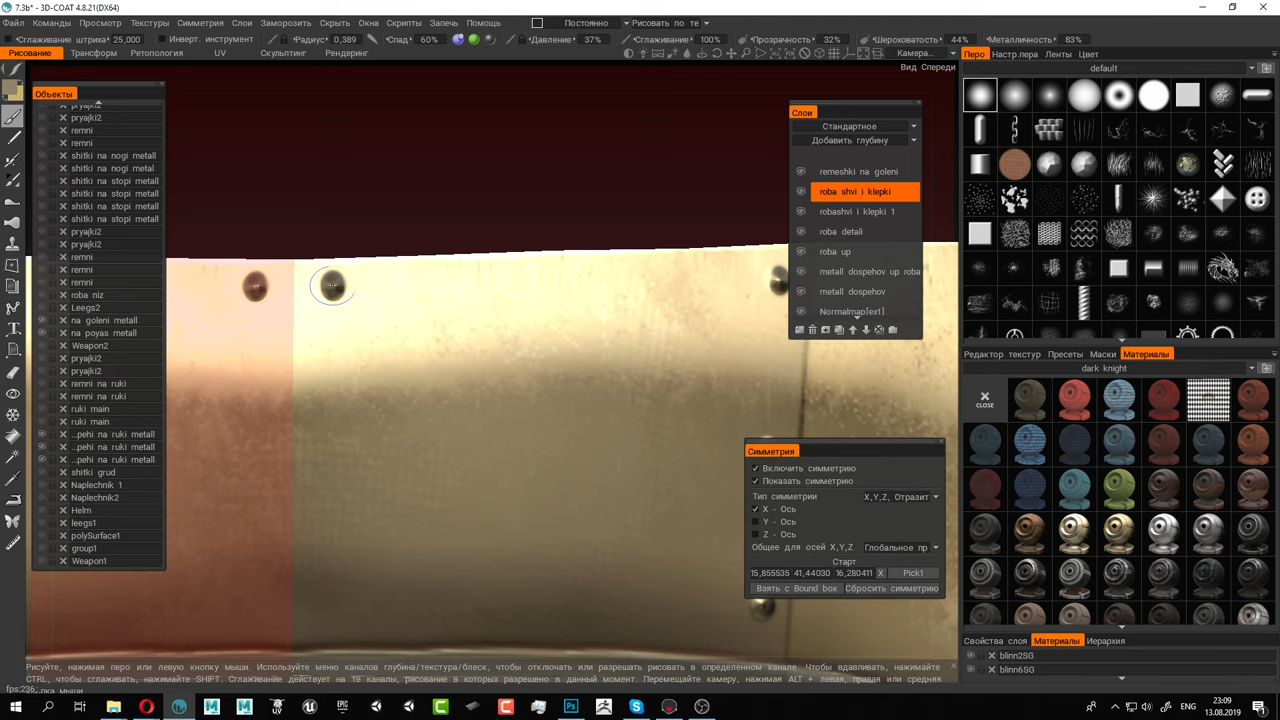 7.3b* - 3D-COAT 4.8.21(DX64)
Файл Команды Просмотр Текстуры Симметрия Слои Заморозить Скрыть Окна Скрипты Запечь Помощь Постоянно Рисовать по те
Сглаживание штриха 25,000 Инверт. инструмент Радиус 0,389 Спад 60% Давление 37% Сглаживание 100% Прозрачность 32% Шероховатость 44% Металличность 83%
Рисование Трансформ Ретопология UV Скульптинг Рендеринг Камера...
Вид Спереди
Перо Настр.пера Ленты Цвет
default
Объекты
pryajki2
pryajki2
remni
remni
shitki na nogi metall
shitki na nogi metal
shitki na stopi metall
shitki na stopi metall
shitki na stopi metall
shitki na stopi metall
pryajki2
pryajki2
remni
remni
remni
roba niz
Leegs2
na goleni metall
na poyas metall
Weapon2
pryajki2
pryajki2
remni na ruki
remni na ruki
ruki main
ruki main
...pehi na ruki metall
...pehi na ruki metall
...pehi na ruki metall
shitki grud
Naplechnik 1
Naplechnik2
Helm
leegs1
polySurface1
group1
Weapon1
Слои
Стандартное
Добавить глубину
remeshki na goleni
roba shvi i klepki
robashvi i klepki 1
roba detali
roba up
metall dospehov up roba
metall dospehov
Normalmap[ext]
Симметрия
Включить симметрию
Показать симметрию
Тип симметрии X,Y,Z, Отразит
X - Ось
Y - Ось
Z - Ось
Общее для осей X,Y,Z Глобальное пр
Старт
15,855535 41,44030 16,280411 X Pick1
Взять с Bound box Сбросить симметрию
Редактор текстур Пресеты Маски Материалы
dark knight
CLOSE
Свойства слоя Материалы Иерархия
blinn2SG
blinn6SG
Рисуйте, нажимая перо или левую кнопку мыши. Используйте меню каналов глубина/текстура/блеск, чтобы отключать или разрешать рисовать в определенном канале. Чтобы вдавливать, нажимайте
CTRL, чтобы сглаживать, нажимайте SHIFT. Сглаживание действует на те каналы, рисование в которых разрешено в данный момент. Перемещайте камеру, нажимая ALT + левая, правая или средняя
fps:236;
мыши
23:09
13.08.2019